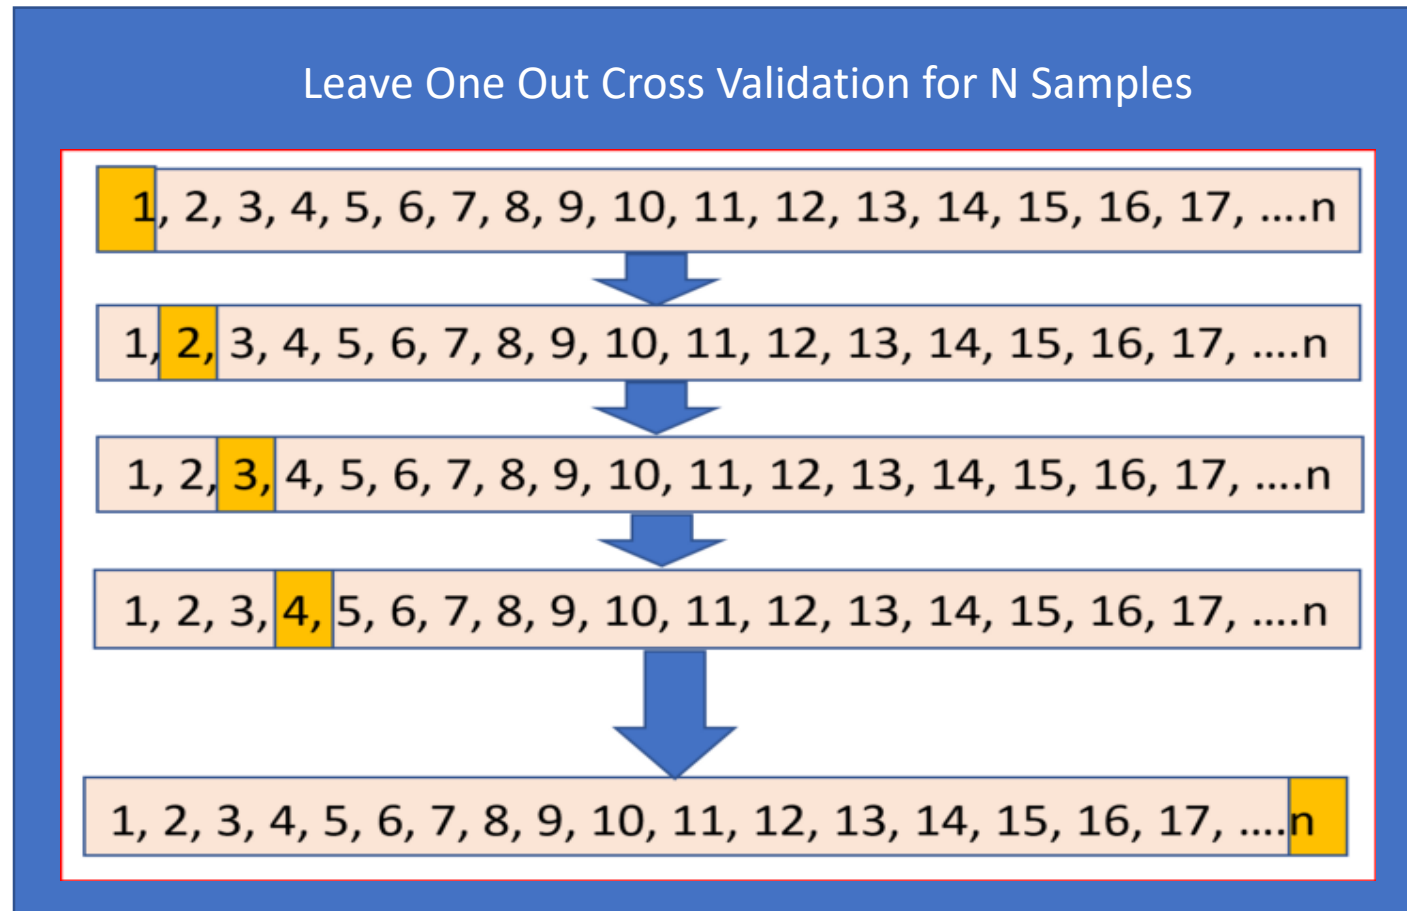 Leave One Out Cross Validation for N Samples
1, 2, 3, 4, 5, 6, 7, 8, 9, 10, 11, 12, 13, 14, 15, 16, 17, ....n
1, 2, 3, 4, 5, 6, 7, 8, 9, 10, 11, 12, 13, 14, 15, 16, 17, ....n
1, 2, 3, 4, 5, 6, 7, 8, 9, 10, 11, 12, 13, 14, 15, 16, 17, ....n
1, 2, 3, 4, 5, 6, 7, 8, 9, 10, 11, 12, 13, 14, 15, 16, 17, ....n
1, 2, 3, 4, 5, 6, 7, 8, 9, 10, 11, 12, 13, 14, 15, 16, 17, ....n